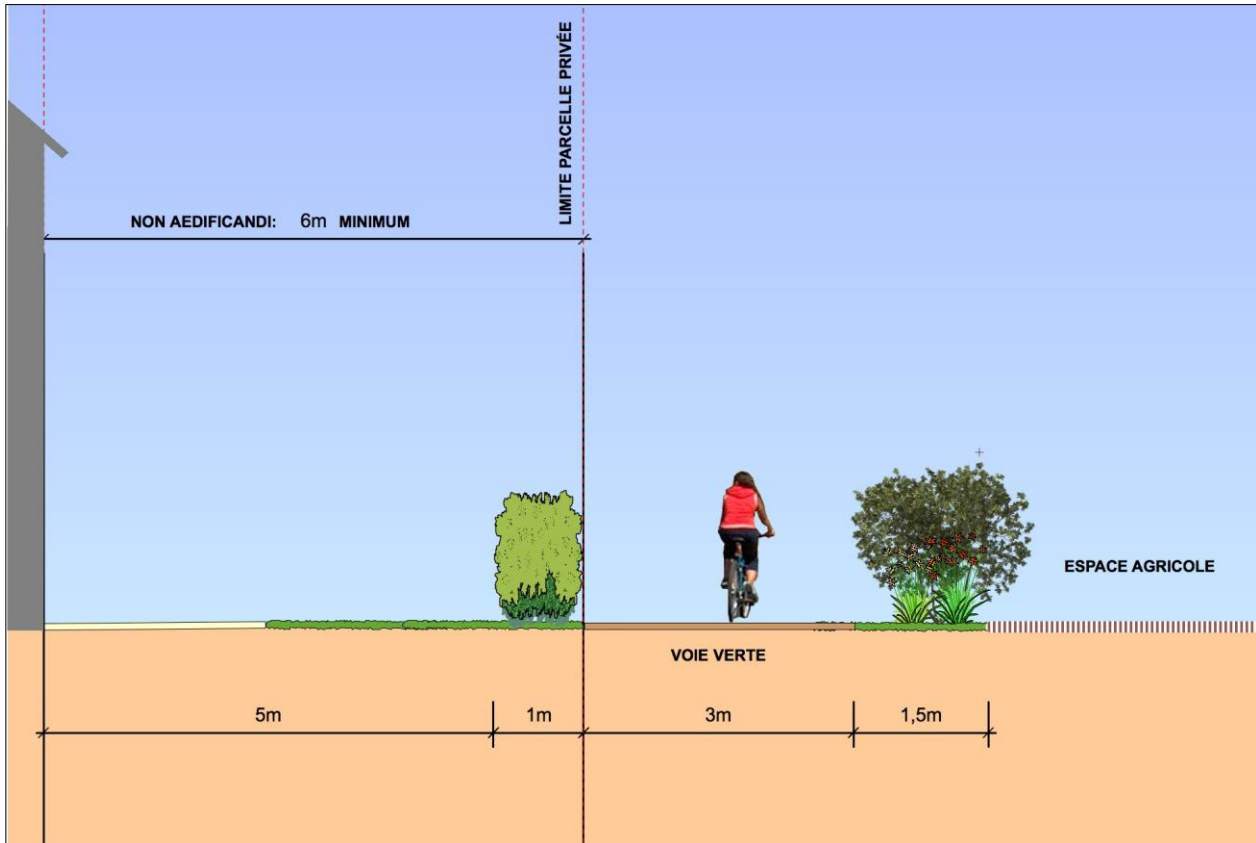 LIMITE PARCELLE PRIVÉE
NON AEDIFICANDI: 6m MINIMUM
ESPACE AGRICOLE
VOIE VERTE
5m 1m 3m 1,5m